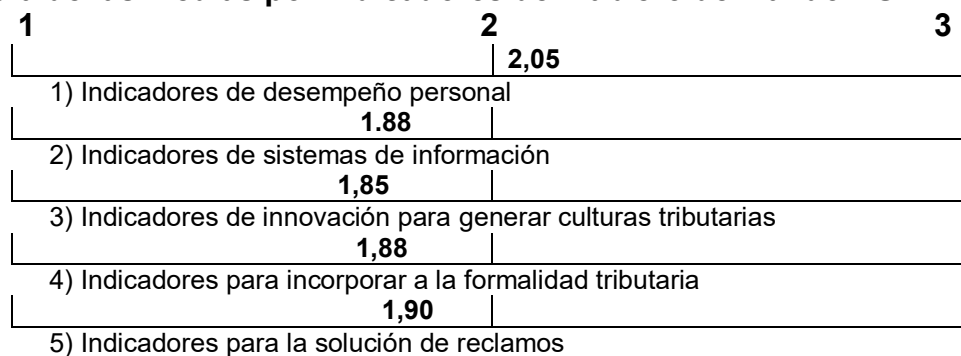 1 2 3
2,05
1) Indicadores de desempeño personal
1.88
2) Indicadores de sistemas de información
1,85
3) Indicadores de innovación para generar culturas tributarias
1,88
4) Indicadores para incorporar a la formalidad tributaria
1,90
5) Indicadores para la solución de reclamos